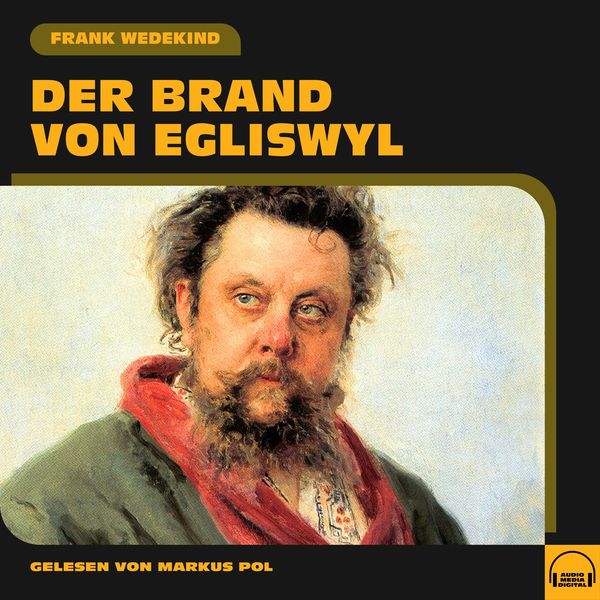 FRANK WEDEKIND
DER BRAND
VON EGLISWYL
GELESEN VON MARKUS POL
AUDIO
MEDIA
DIGITAL